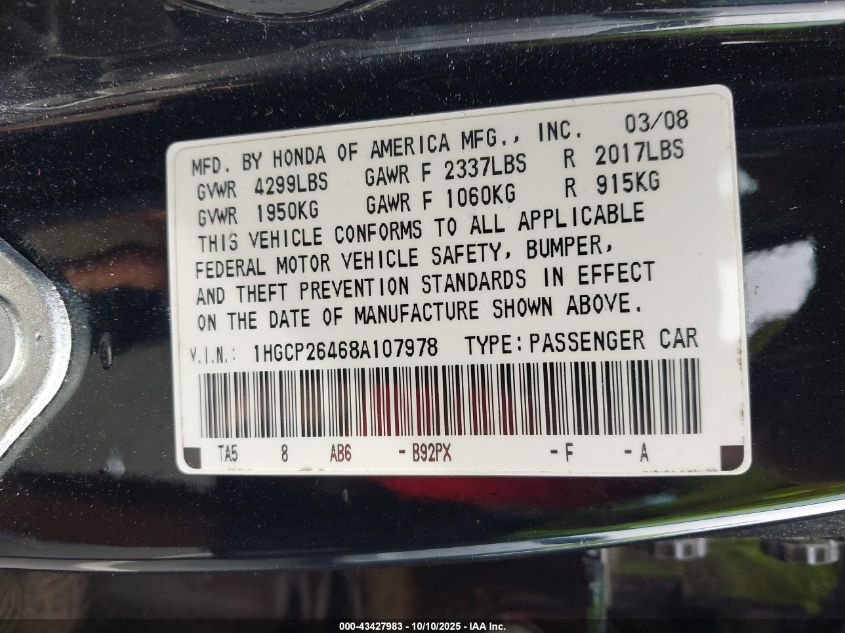 MFD. BY HONDA OF AMERICA MFG., INC. 03/08
GVWR 4299LBS GAWR F 2337LBS R 2017LBS
GVWR 1950KG GAWR F 1060KG R 915KG
THIS VEHICLE CONFORMS TO ALL APPLICABLE
FEDERAL MOTOR VEHICLE SAFETY, BUMPER,
AND THEFT PREVENTION STANDARDS IN EFFECT
ON THE DATE OF MANUFACTURE SHOWN ABOVE.
V.I.N.: 1HGCP26468A107978 TYPE: PASSENGER CAR
TA5 8 AB6 - B92PX -F -A
000-43427983 - 10/10/2025 - IAA Inc.